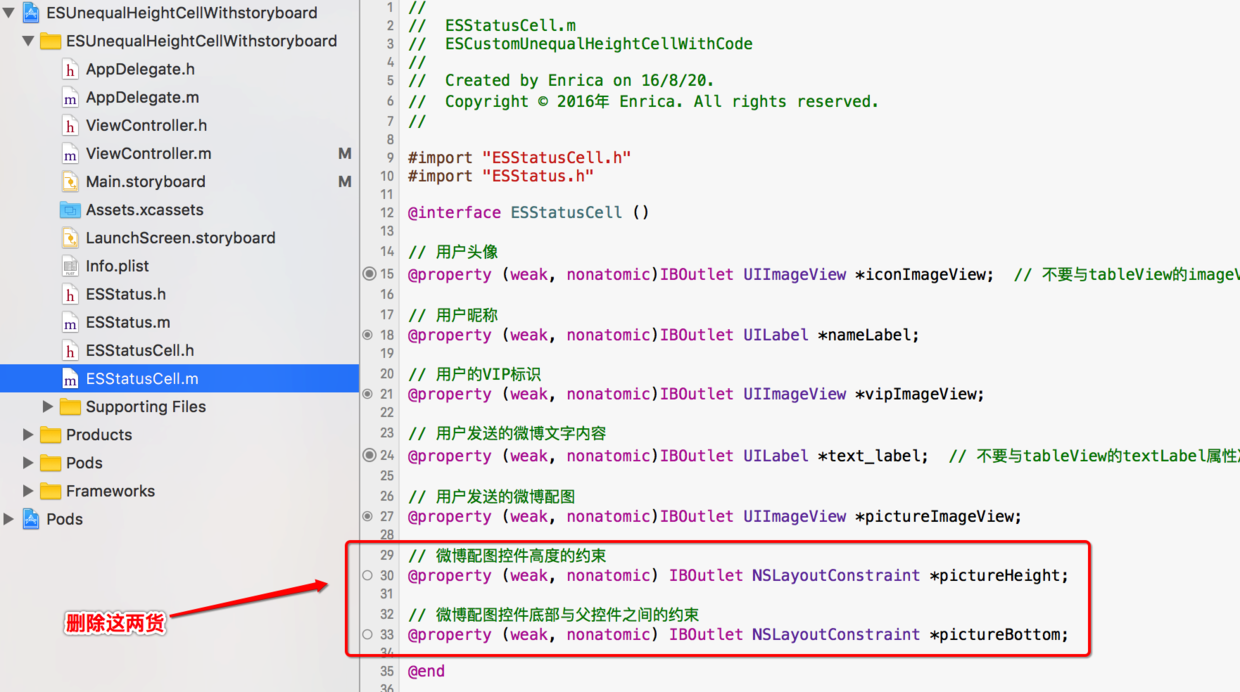 ESUnequalHeightCellWithstoryboard
ESUnequalHeightCellWithstoryboard
h AppDelegate.h
m AppDelegate.m
h ViewController.h
m ViewController.m M
Main.storyboard M
Assets.xcassets
LaunchScreen.storyboard
Info.plist
h ESStatus.h
m ESStatus.m
h ESStatusCell.h
m ESStatusCell.m
Supporting Files
Products
Pods
Frameworks
Pods
删除这两货
1 //
2 //  ESStatusCell.m
3 //  ESCustomUnequalHeightCellWithCode
4 //
5 //  Created by Enrica on 16/8/20.
6 //  Copyright © 2016年 Enrica. All rights reserved.
7 //
8
9 #import "ESStatusCell.h"
10 #import "ESStatus.h"
11
12 @interface ESStatusCell ()
13
14 // 用户头像
15 @property (weak, nonatomic)IBOutlet UIImageView *iconImageView;  // 不要与tableView的imageV
16
17 // 用户昵称
18 @property (weak, nonatomic)IBOutlet UILabel *nameLabel;
19
20 // 用户的VIP标识
21 @property (weak, nonatomic)IBOutlet UIImageView *vipImageView;
22
23 // 用户发送的微博文字内容
24 @property (weak, nonatomic)IBOutlet UILabel *text_label;  // 不要与tableView的textLabel属性
25
26 // 用户发送的微博配图
27 @property (weak, nonatomic)IBOutlet UIImageView *pictureImageView;
28
29 // 微博配图控件高度的约束
30 @property (weak, nonatomic) IBOutlet NSLayoutConstraint *pictureHeight;
31
32 // 微博配图控件底部与父控件之间的约束
33 @property (weak, nonatomic) IBOutlet NSLayoutConstraint *pictureBottom;
34
35 @end
36